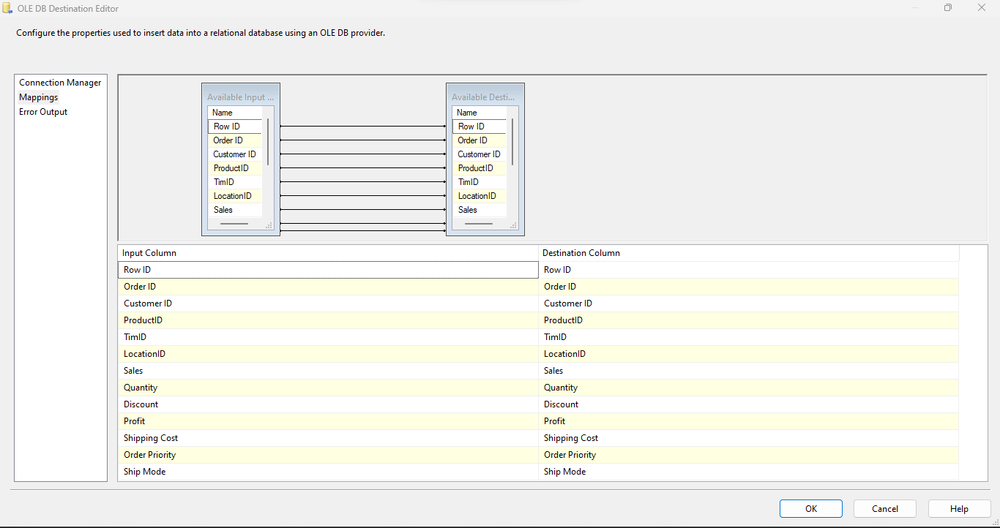 OLE DB Destination Editor
Configure the properties used to insert data into a relational database using an OLE DB provider.
Connection Manager
Mappings
Error Output
Available Input ...
Name
Row ID
Order ID
Customer ID
ProductID
TimID
LocationID
Sales
Available Desti...
Name
Row ID
Order ID
Customer ID
ProductID
TimID
LocationID
Sales
Input Column Destination Column
Row ID Row ID
Order ID Order ID
Customer ID Customer ID
ProductID ProductID
TimID TimID
LocationID LocationID
Sales Sales
Quantity Quantity
Discount Discount
Profit Profit
Shipping Cost Shipping Cost
Order Priority Order Priority
Ship Mode Ship Mode
OK Cancel Help